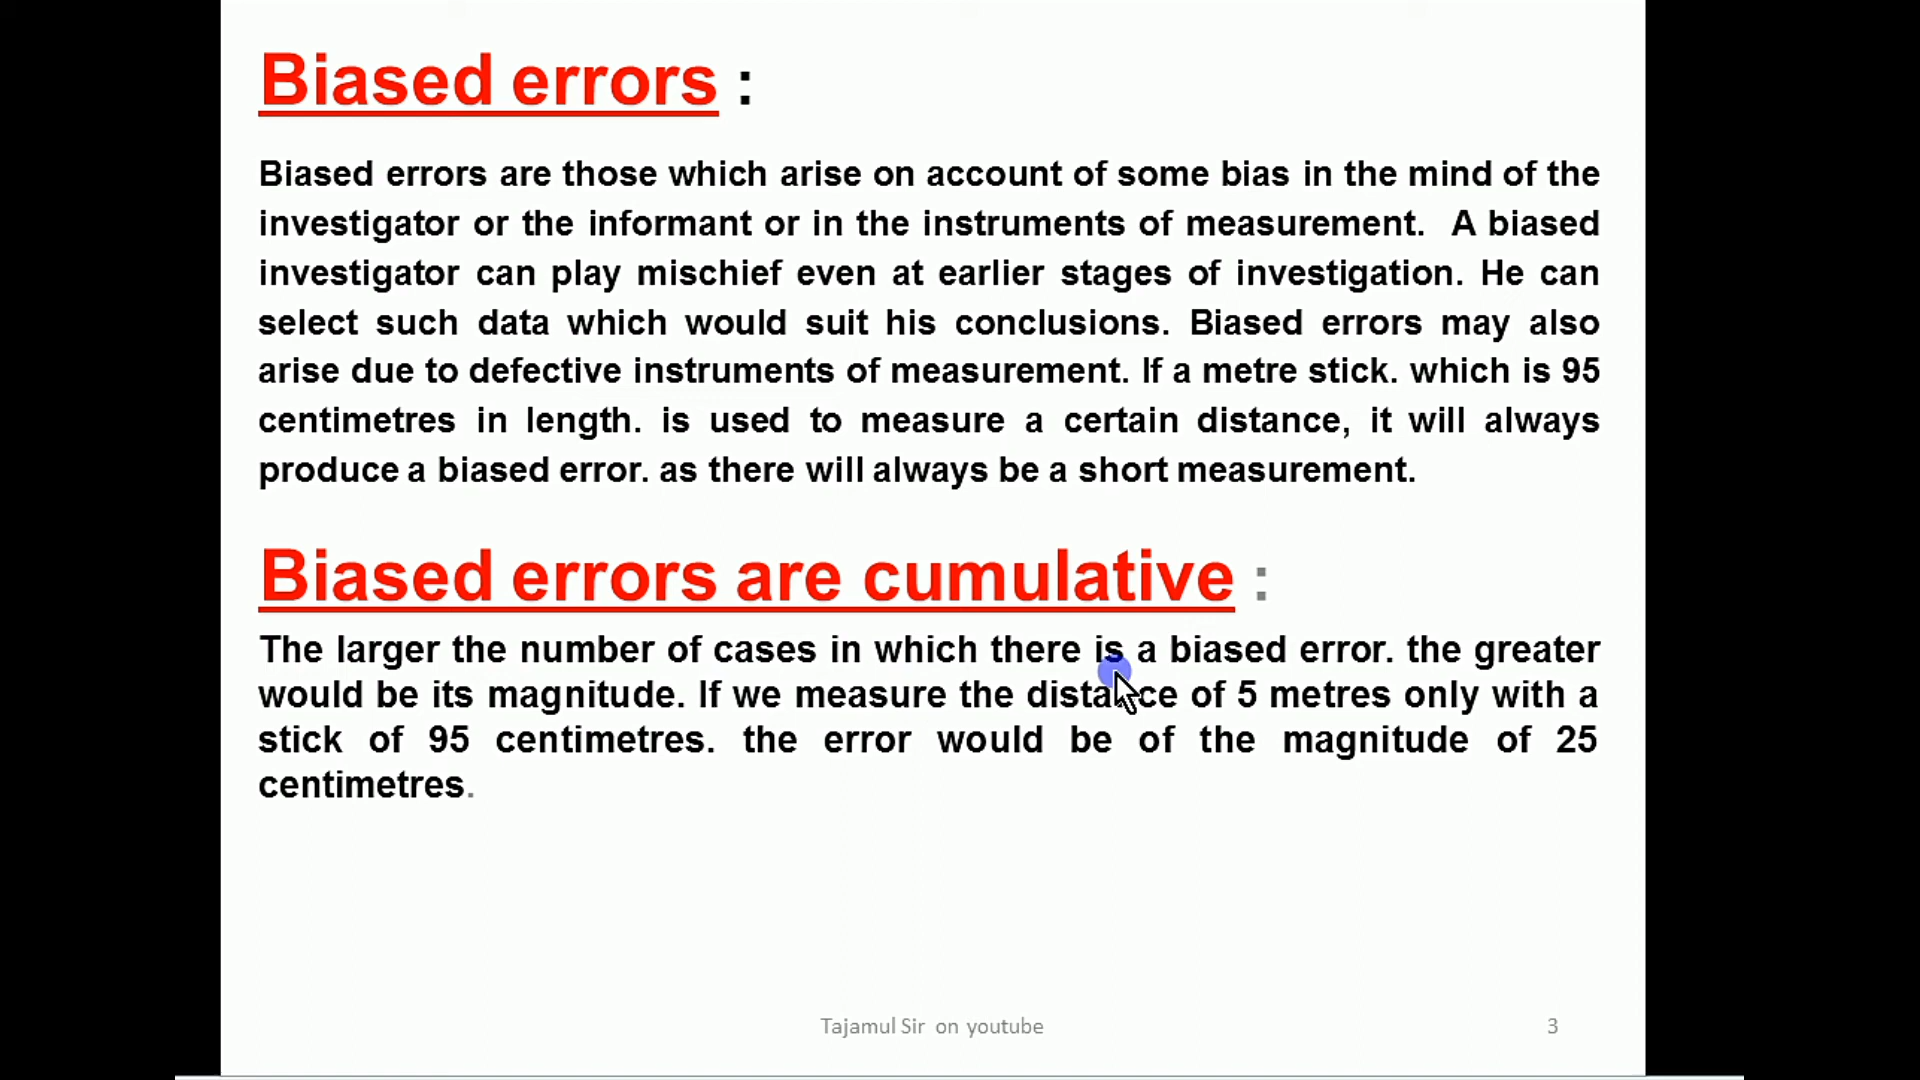 Biased errors :
Biased errors are those which arise on account of some bias in the mind of the
investigator or the informant or in the instruments of measurement. A biased
investigator can play mischief even at earlier stages of investigation. He can
select such data which would suit his conclusions. Biased errors may also
arise due to defective instruments of measurement. If a metre stick. which is 95
centimetres in length. is used to measure a certain distance, it will always
produce a biased error. as there will always be a short measurement.
Biased errors are cumulative :
The larger the number of cases in which there is a biased error. the greater
would be its magnitude. If we measure the distance of 5 metres only with a
stick of 95 centimetres. the error would be of the magnitude of 25
centimetres.
Tajamul Sir on youtube
3